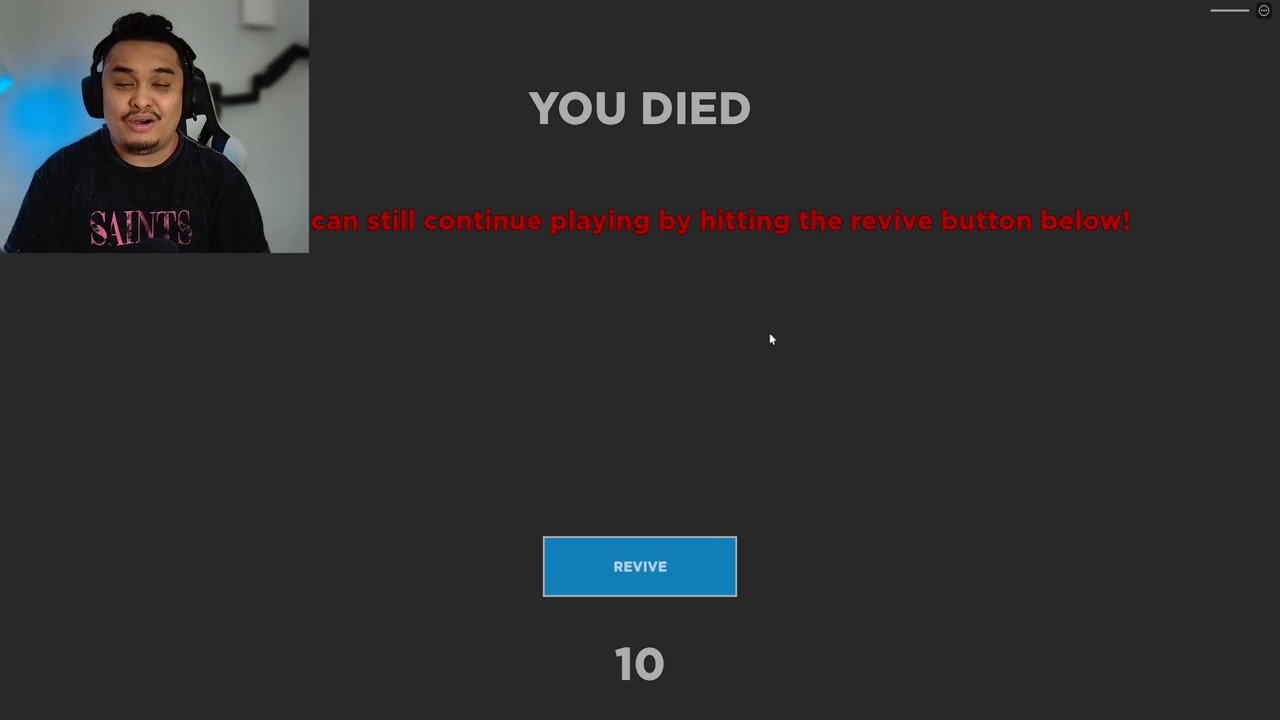 YOU DIED
can still continue playing by hitting the revive button below!
SAINTS
REVIVE
10